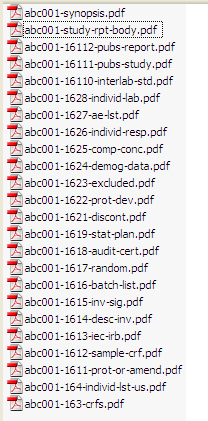 abc001-synopsis.pdf
abc001-study-rpt-body.pdf
abc001-16112-pubs-report.pdf
abc001-16111-pubs-study.pdf
abc001-16110-interlab-std.pdf
abc001-1628-individ-lab.pdf
abc001-1627-ae-lst.pdf
abc001-1626-individ-resp.pdf
abc001-1625-comp-conc.pdf
abc001-1624-demog-data.pdf
abc001-1623-excluded.pdf
abc001-1622-prot-dev.pdf
abc001-1621-discont.pdf
abc001-1619-stat-plan.pdf
abc001-1618-audit-cert.pdf
abc001-1617-random.pdf
abc001-1616-batch-list.pdf
abc001-1615-inv-sig.pdf
abc001-1614-desc-inv.pdf
abc001-1613-iec-irb.pdf
abc001-1612-sample-crf.pdf
abc001-1611-prot-or-amend.pdf
abc001-164-individ-lst-us.pdf
abc001-163-crfs.pdf